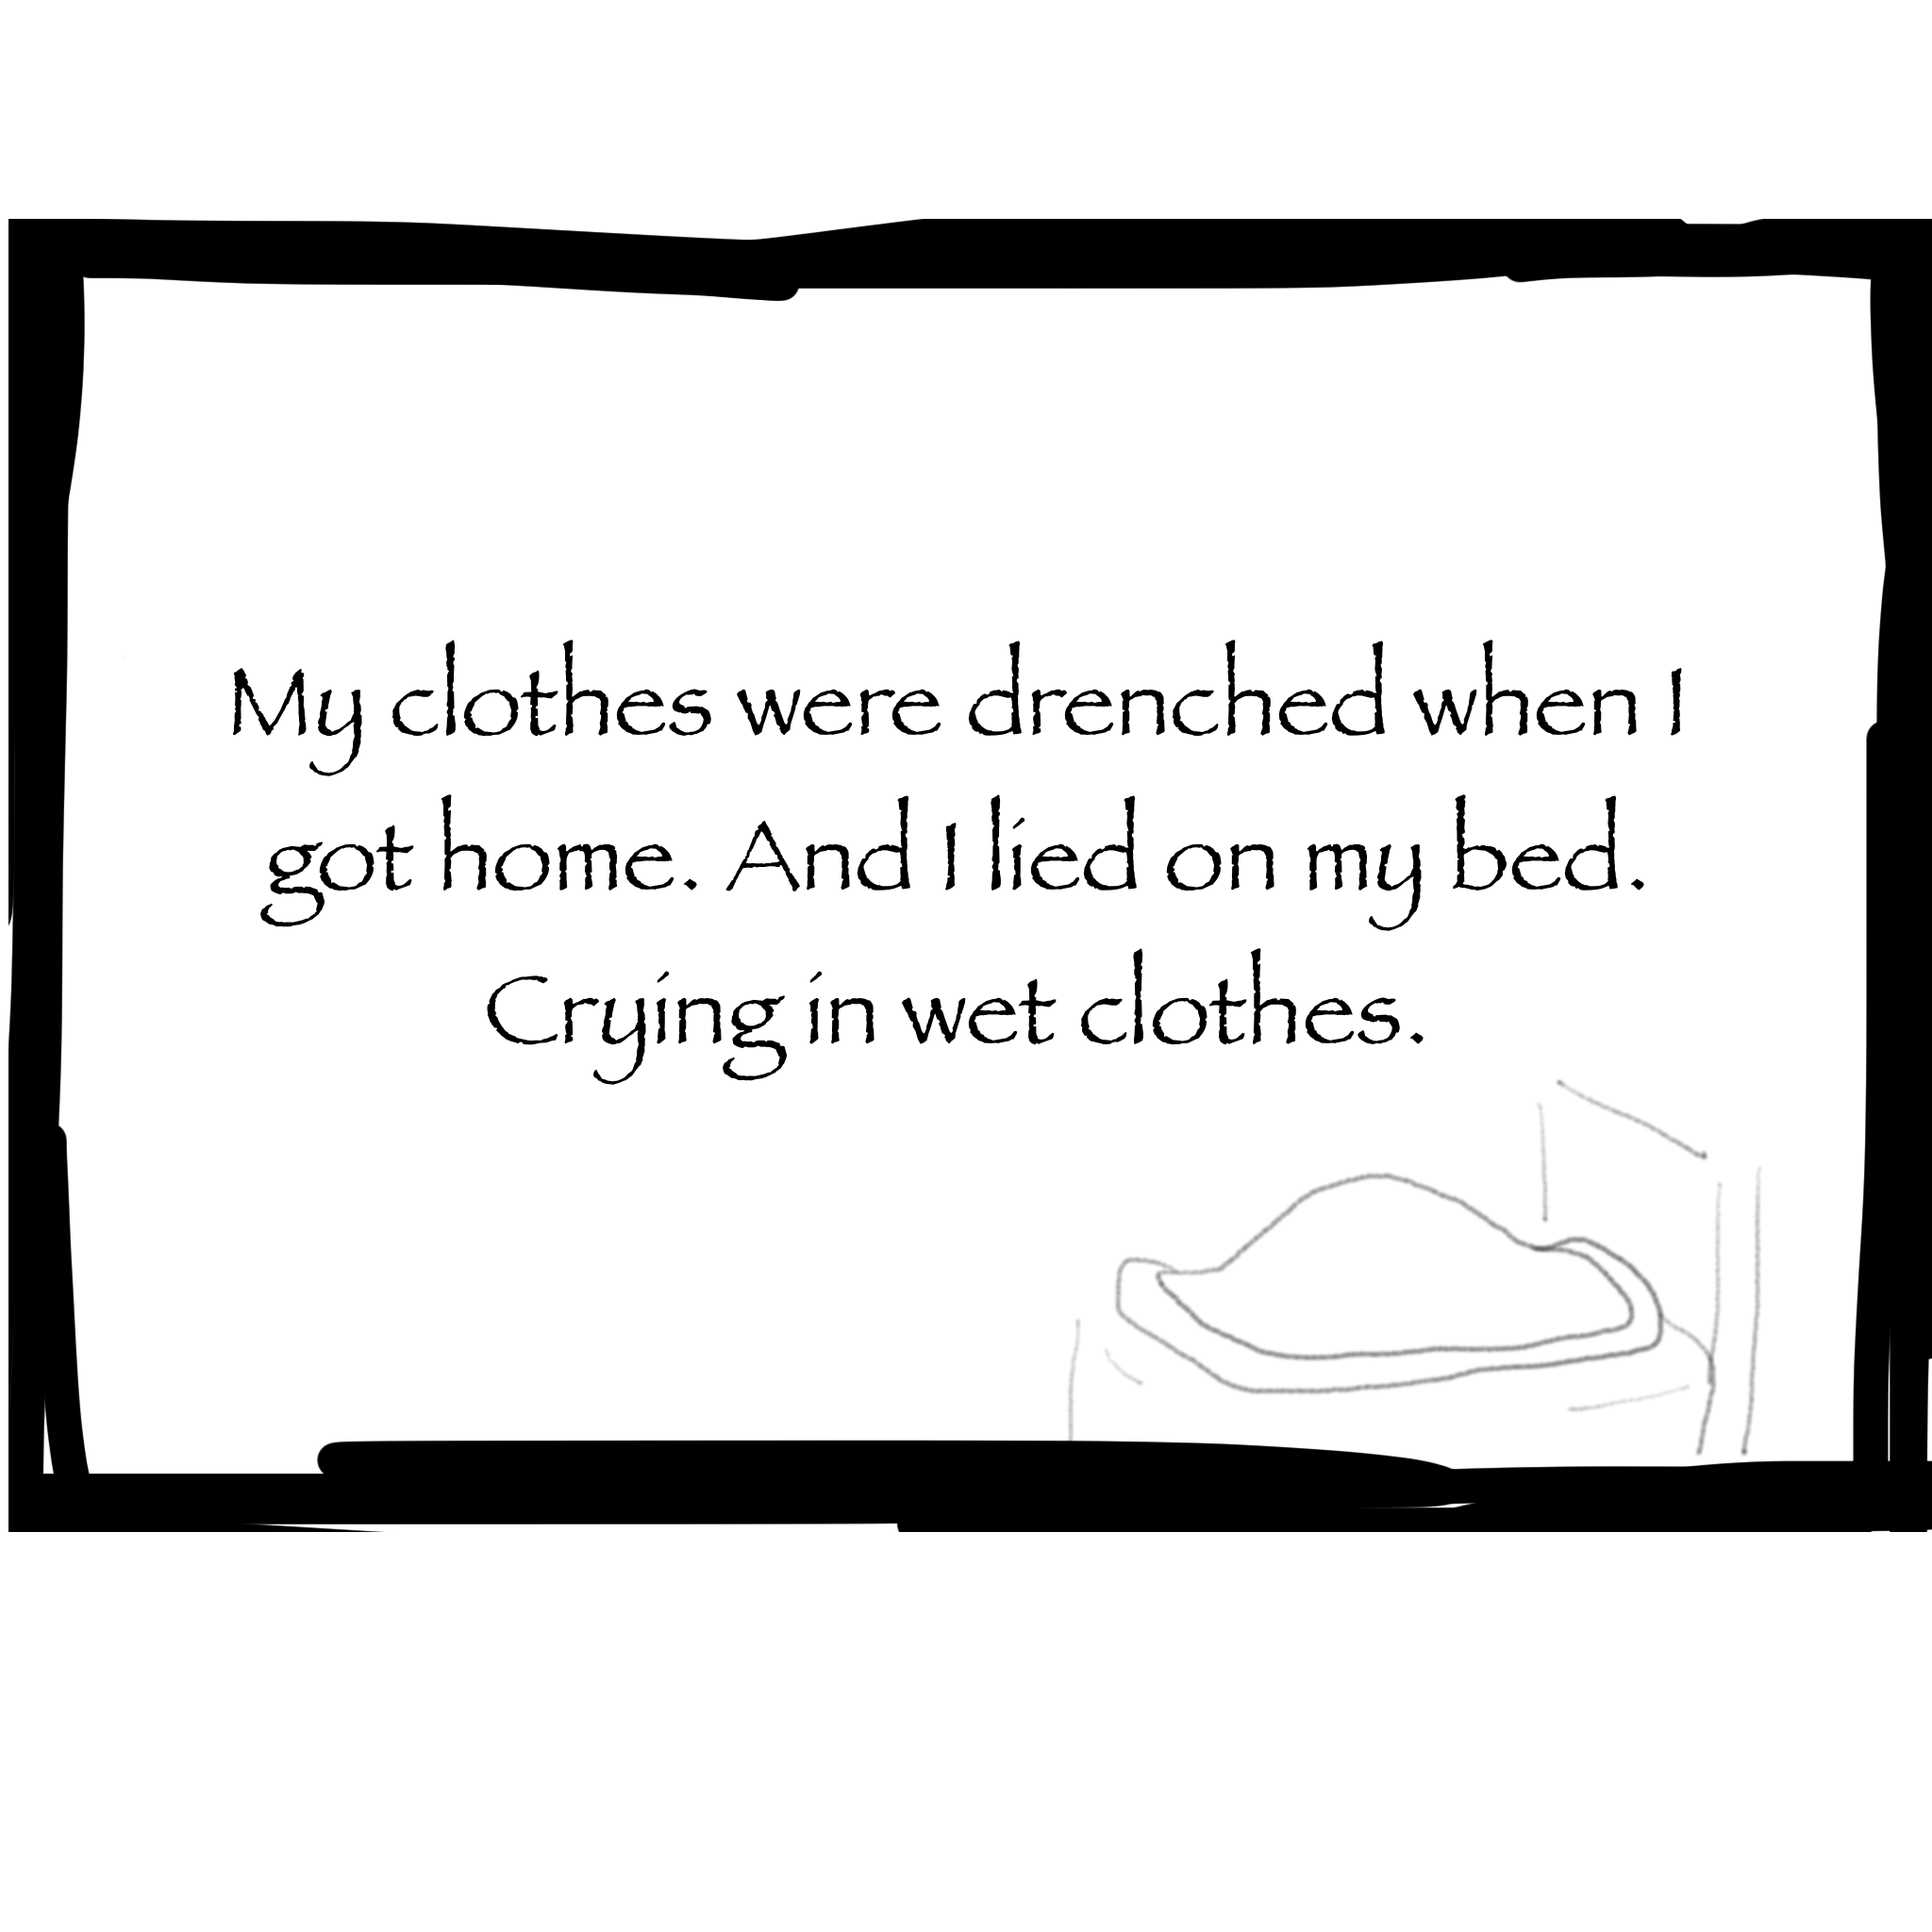 My clothes were drenched when I
got home. And I lied on my bed.
Crying in wet clothes.